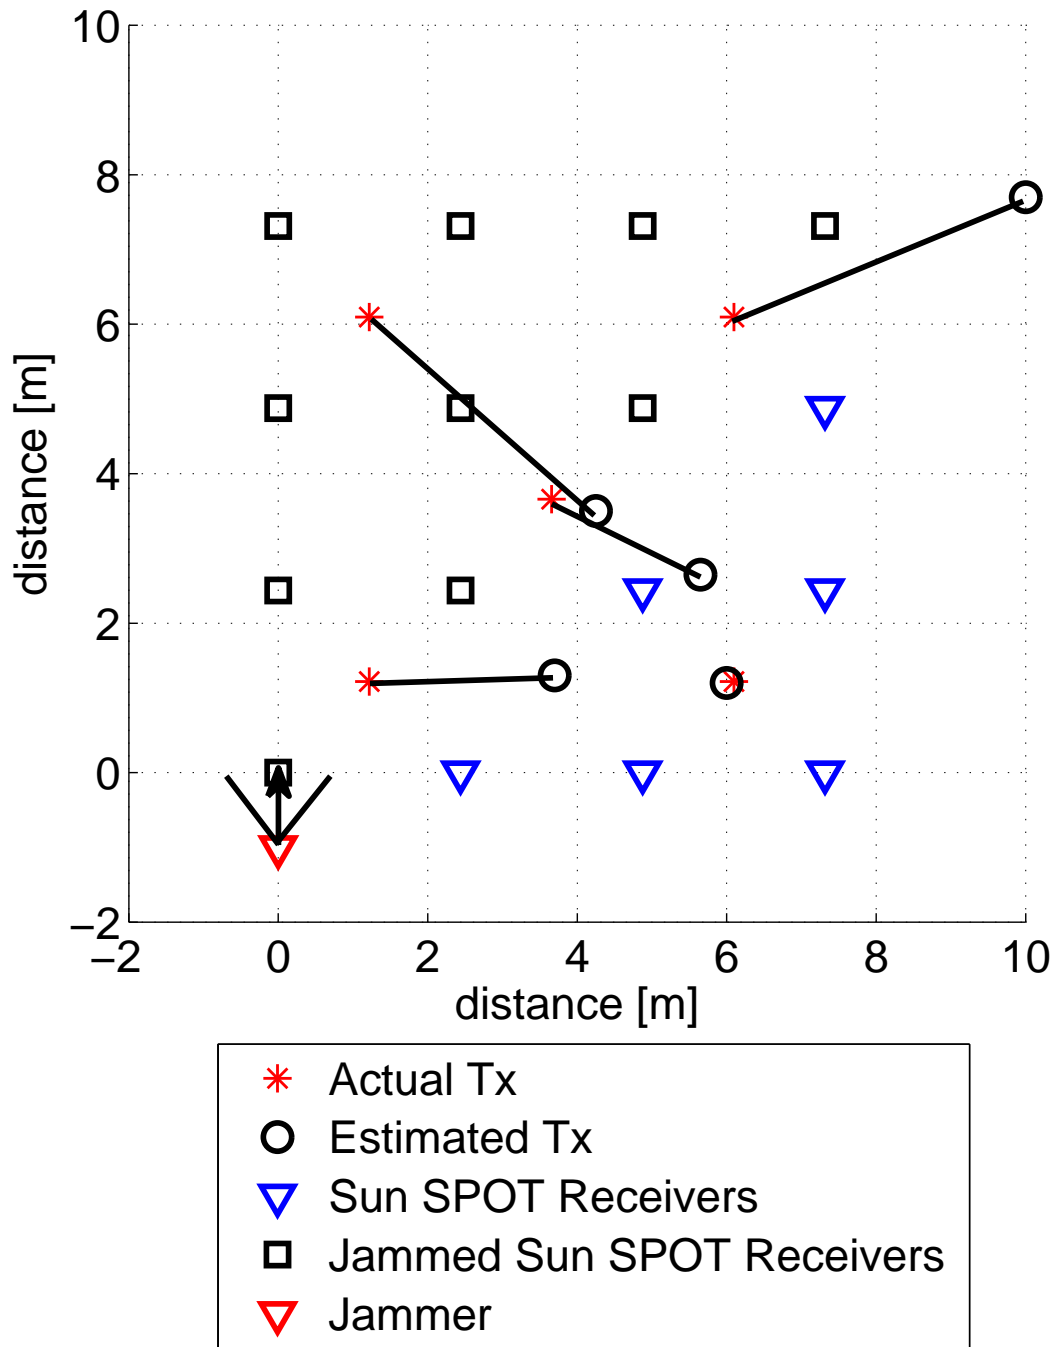 10
8
6
4
2
0
−2
distance [m]
−2 0 2 4 6 8 10
distance [m]
Actual Tx
Estimated Tx
Sun SPOT Receivers
Jammed Sun SPOT Receivers
Jammer